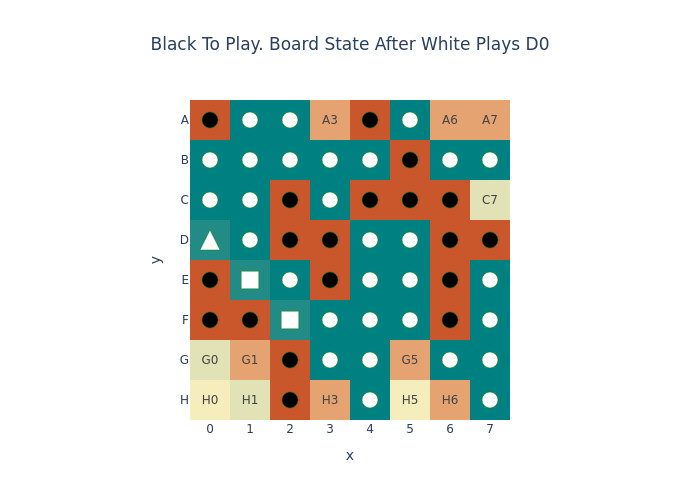 Black To Play. Board State After White Plays D0
A A3 A6 A7
B
C C7
D
E
F
G G0 G1 G5
H H0 H1 H3 H5 H6
0 1 2 3 4 5 6 7
y
x